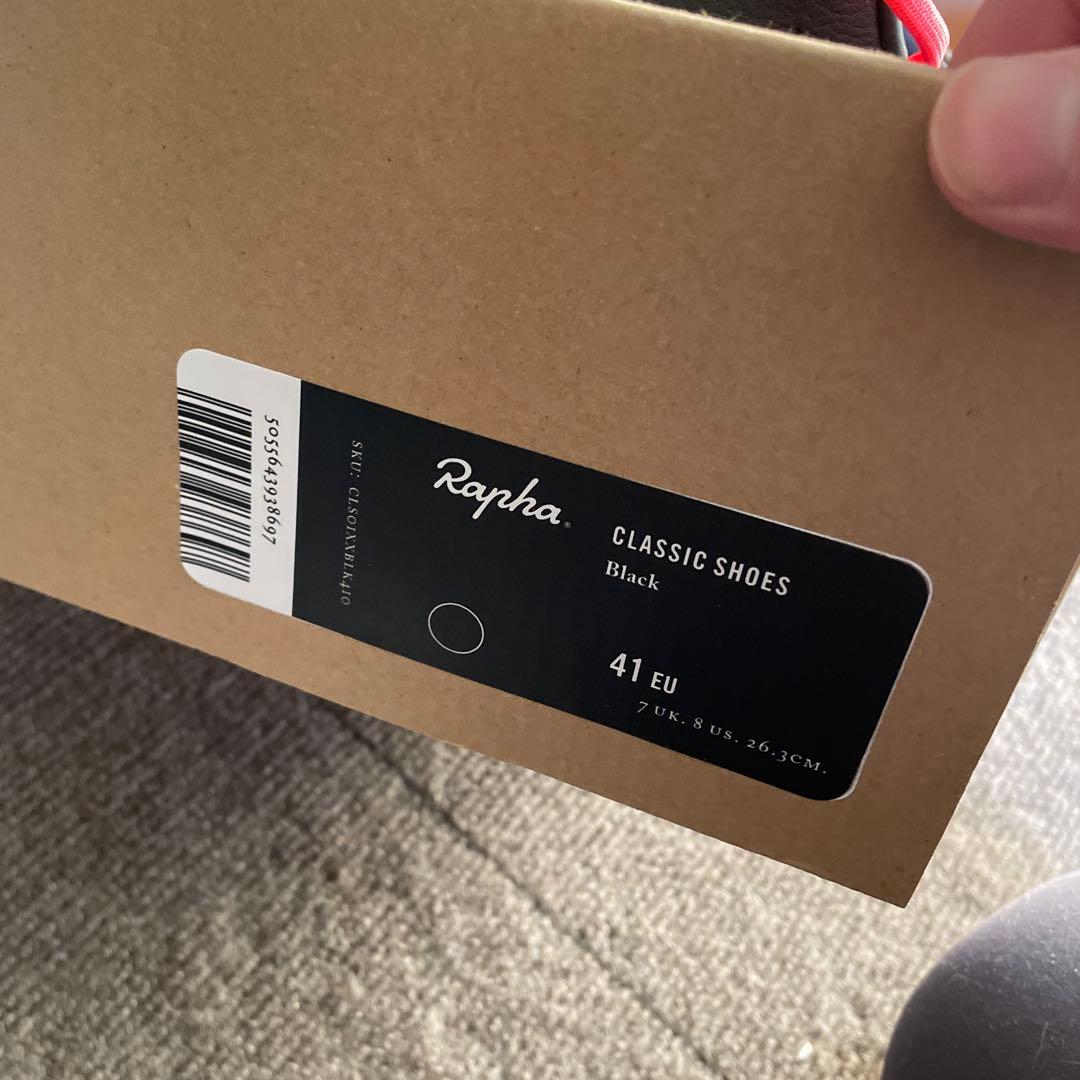 5055643938697
SKU: CLS01XXBLK410
Rapha®
CLASSIC SHOES
Black
41 EU
7 UK. 8 US. 26.3CM.